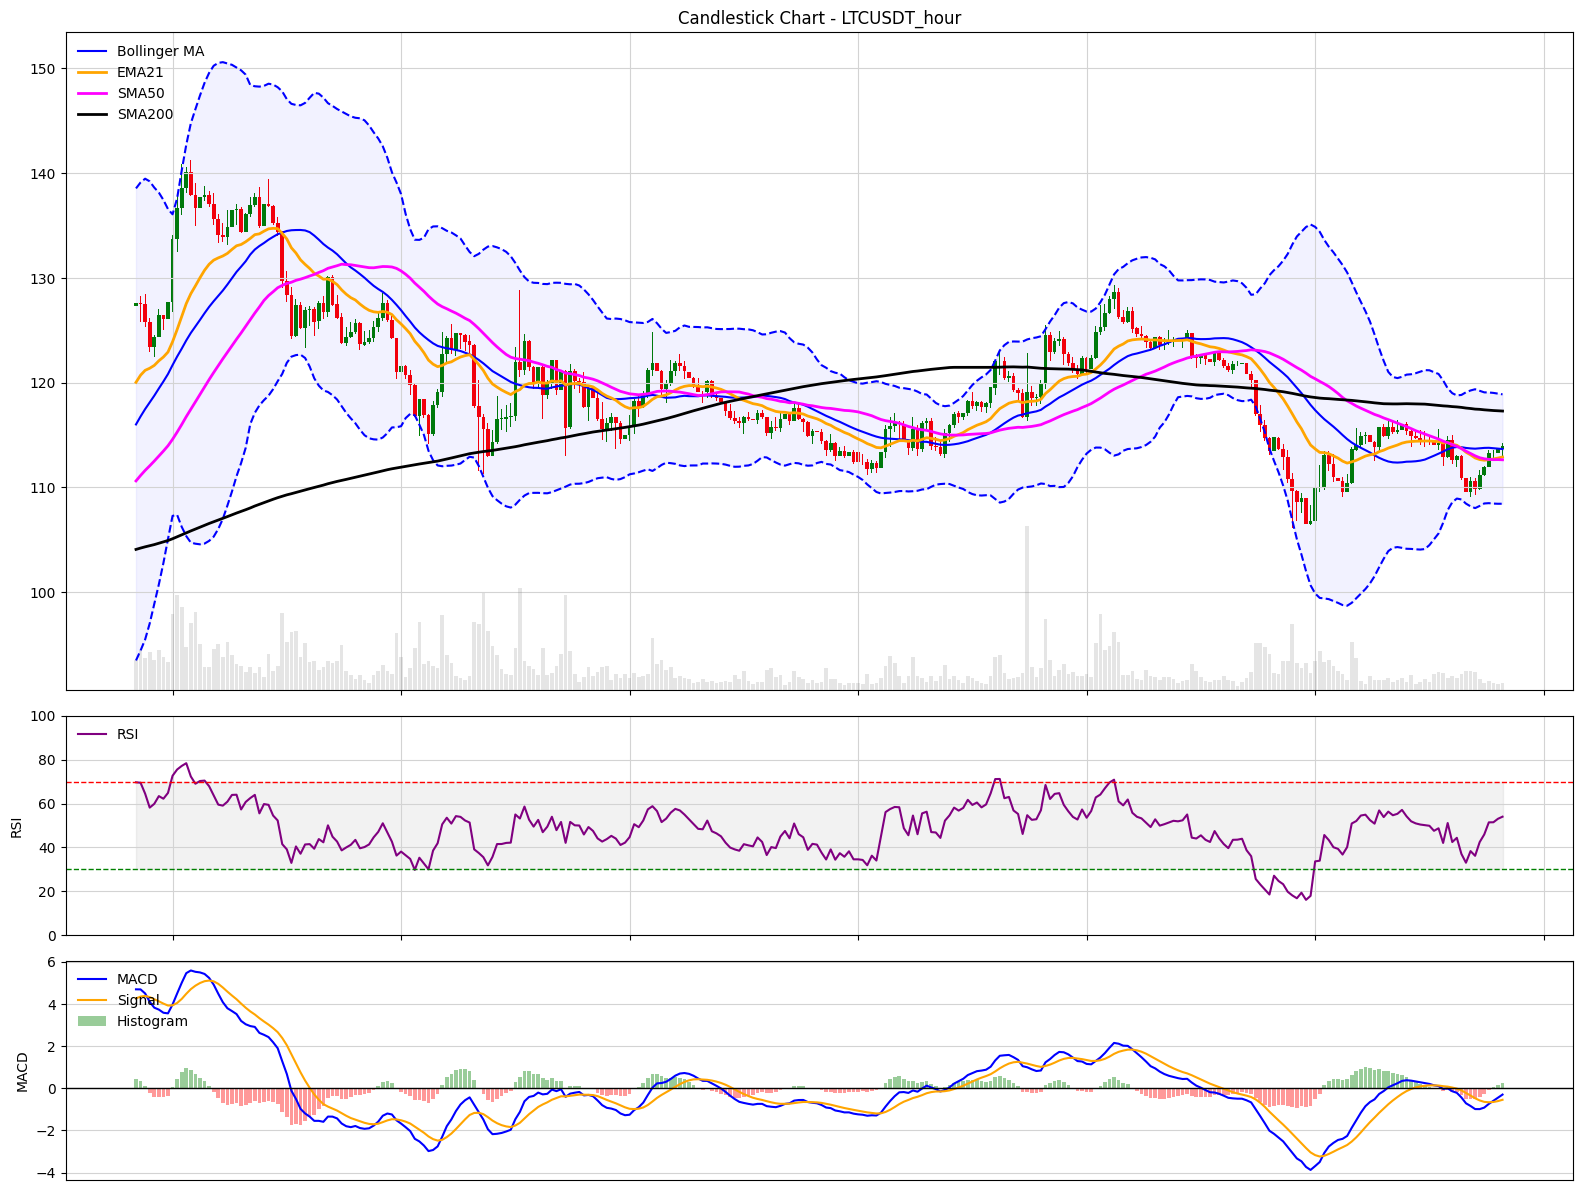 Candlestick Chart - LTCUSDT_hour
Bollinger MA
EMA21
SMA50
SMA200
150
140
130
120
110
100
RSI
100
80
60
40
20
0
RSI
MACD
Signal
Histogram
6
4
2
0
−2
−4
MACD